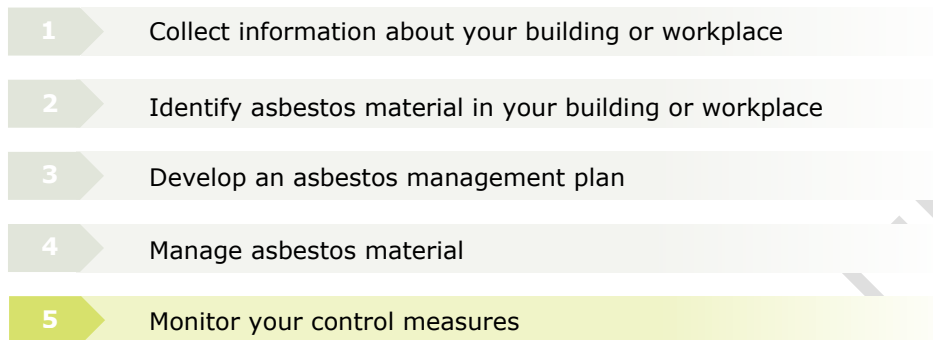 1 Collect information about your building or workplace
2 Identify asbestos material in your building or workplace
3 Develop an asbestos management plan
4 Manage asbestos material
5 Monitor your control measures